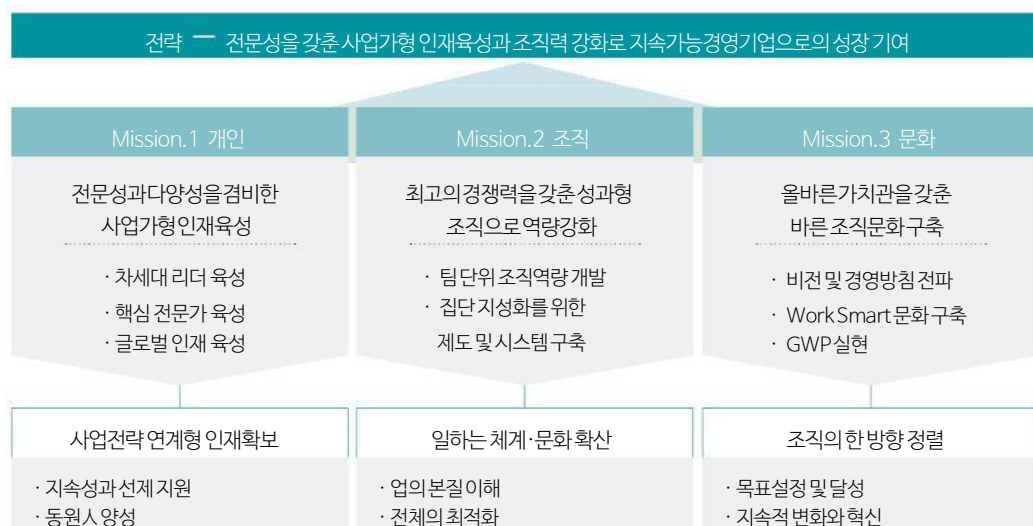 전략 — 전문성을 갖춘 사업가형 인재육성과 조직력 강화로 지속가능경영기업으로의 성장 기여
Mission.1 개인
전문성과 다양성을 겸비한
사업가형 인재육성
· 차세대 리더 육성
· 핵심 전문가 육성
· 글로벌 인재 육성
사업전략 연계형 인재확보
· 지속성과 선제 지원
· 동원人 양성
Mission.2 조직
최고의 경쟁력을 갖춘 성과형
조직으로 역량강화
· 팀 단위 조직역량 개발
· 집단 지성화를 위한
제도 및 시스템 구축
일하는 체계·문화 확산
· 업의 본질 이해
· 전체의 최적화
Mission.3 문화
올바른 가치관을 갖춘
바른 조직문화 구축
· 비전 및 경영방침 전파
· Work Smart 문화 구축
· GWP 실현
조직의 한 방향 정렬
· 목표설정 및 달성
· 지속적 변화와 혁신